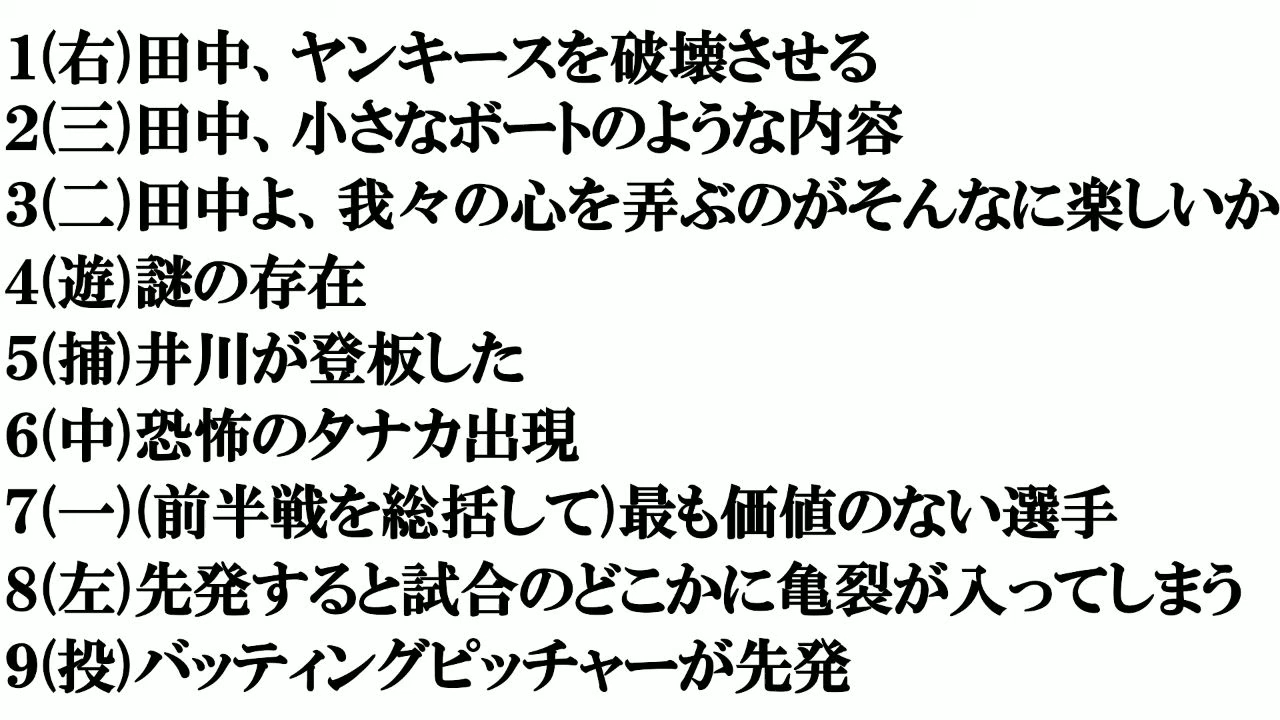 1(右)田中、ヤンキースを破壊させる
2(三)田中、小さなボートのような内容
3(二)田中よ、我々の心を弄ぶのがそんなに楽しいか
4(遊)謎の存在
5(捕)井川が登板した
6(中)恐怖のタナカ出現
7(一)(前半戦を総括して)最も価値のない選手
8(左)先発すると試合のどこかに亀裂が入ってしまう
9(投)バッティングピッチャーが先発